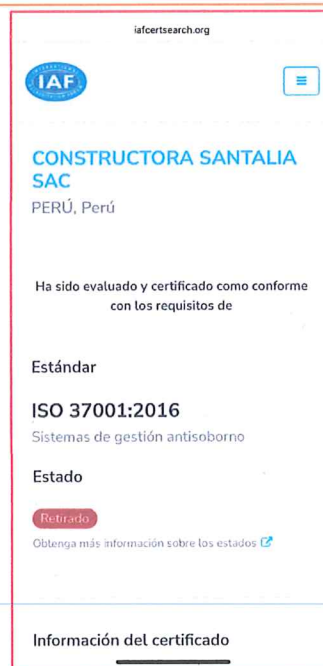 iafcertsearch.org
IAF
CONSTRUCTORA SANTALIA
SAC
PERÚ, Perú
Ha sido evaluado y certificado como conforme
con los requisitos de
Estándar
ISO 37001:2016
Sistemas de gestión antisoborno
Estado
Retirado
Obtenga más información sobre los estados
Información del certificado